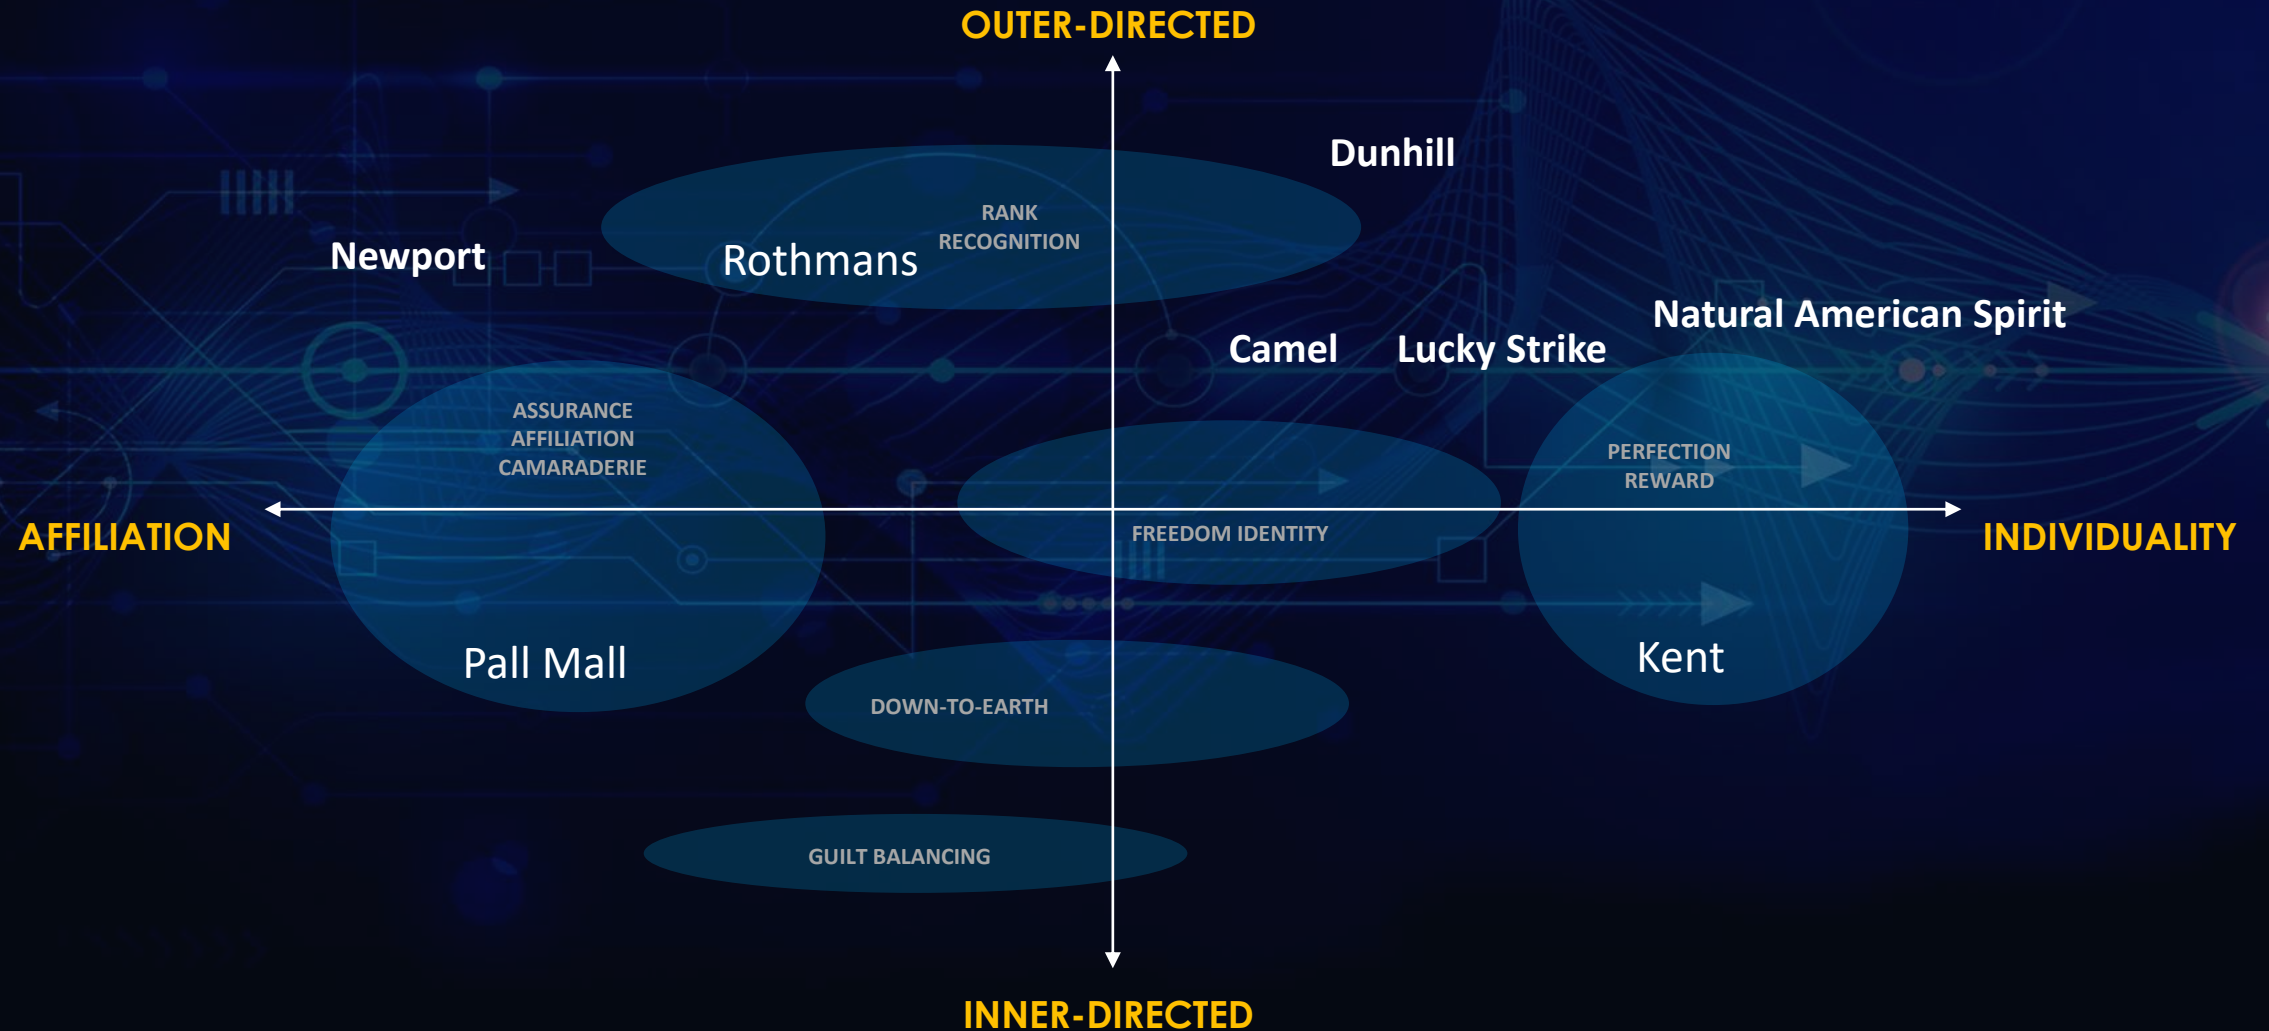 OUTER-DIRECTED
Dunhill
RANK
RECOGNITION
Newport
Rothmans
Natural American Spirit
Camel
Lucky Strike
ASSURANCE
AFFILIATION
CAMARADERIE
PERFECTION
REWARD
AFFILIATION
FREEDOM IDENTITY
INDIVIDUALITY
Pall Mall
Kent
DOWN-TO-EARTH
GUILT BALANCING
INNER-DIRECTED